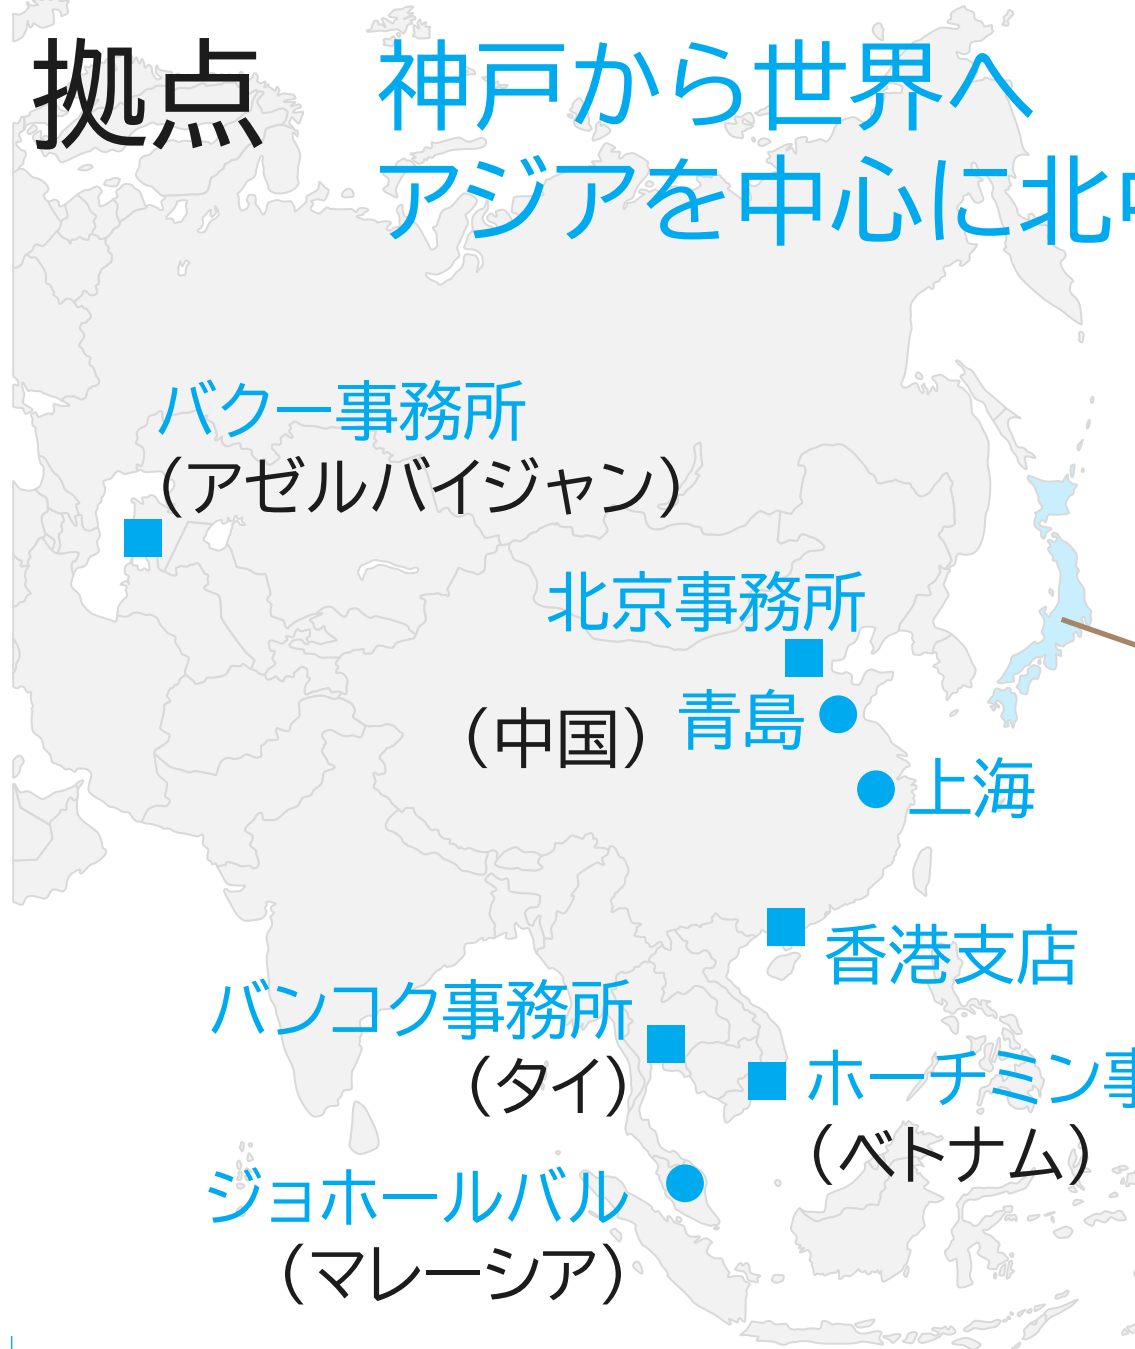 拠点
神戸から世界へ
アジアを中心に北中
バクー事務所
（アゼルバイジャン）
北京事務所
（中国）
青島
上海
香港支店
バンコク事務所
（タイ）
ホーチミン事
（ベトナム）
ジョホールバル
（マレーシア）